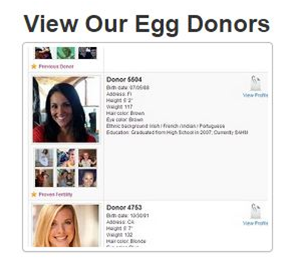 View Our Egg Donors
Previous Donor
Donor 5504
Birth date: 07/05/88
Address: Fl
Height: 5' 2"
Weight: 117
Hair color: Brown
Eye color: Brown
Ethnic background: Irish / French / Indian / Portuguese
Education: Graduated from High School in 2007, Currently SAHM
View Profile
Proven Fertility
Donor 4753
Birth date: 10/30/91
Address: CA
Height: 5' 7"
Weight: 132
Hair color: Blonde
View Profile